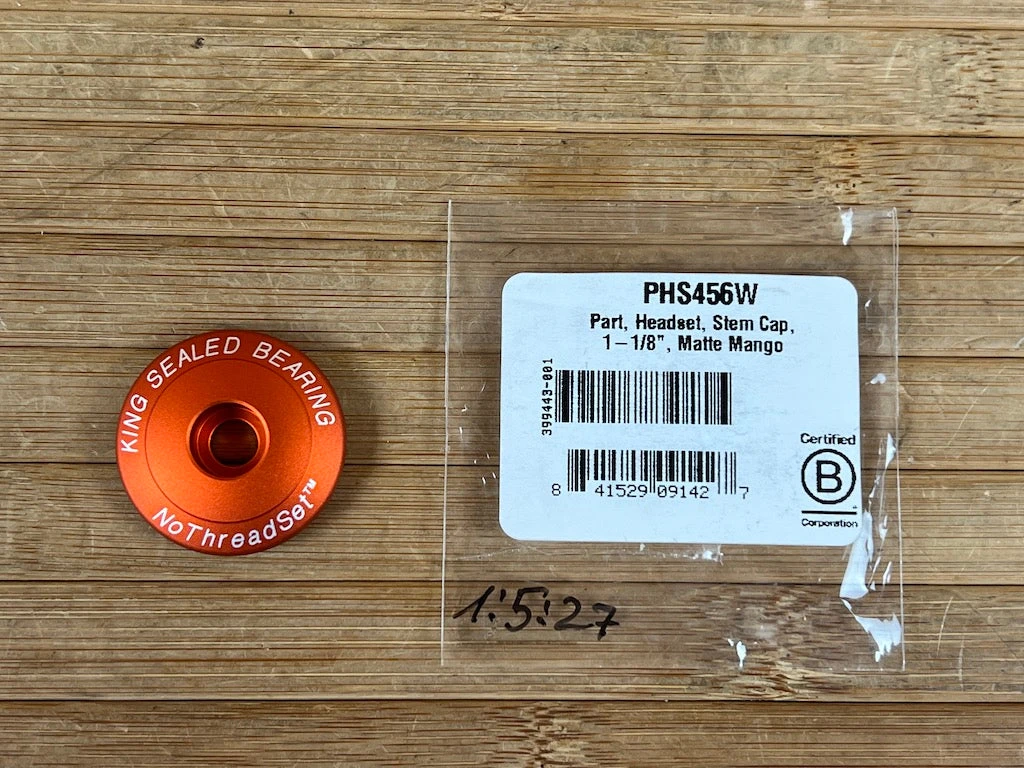 KING SEALED BEARING
NoThreadSet™
PHS456W
Part, Headset, Stem Cap,
1-1/8", Matte Mango
399443-001
8 41529 09142 7
Certified
B
Corporation
1:5:27